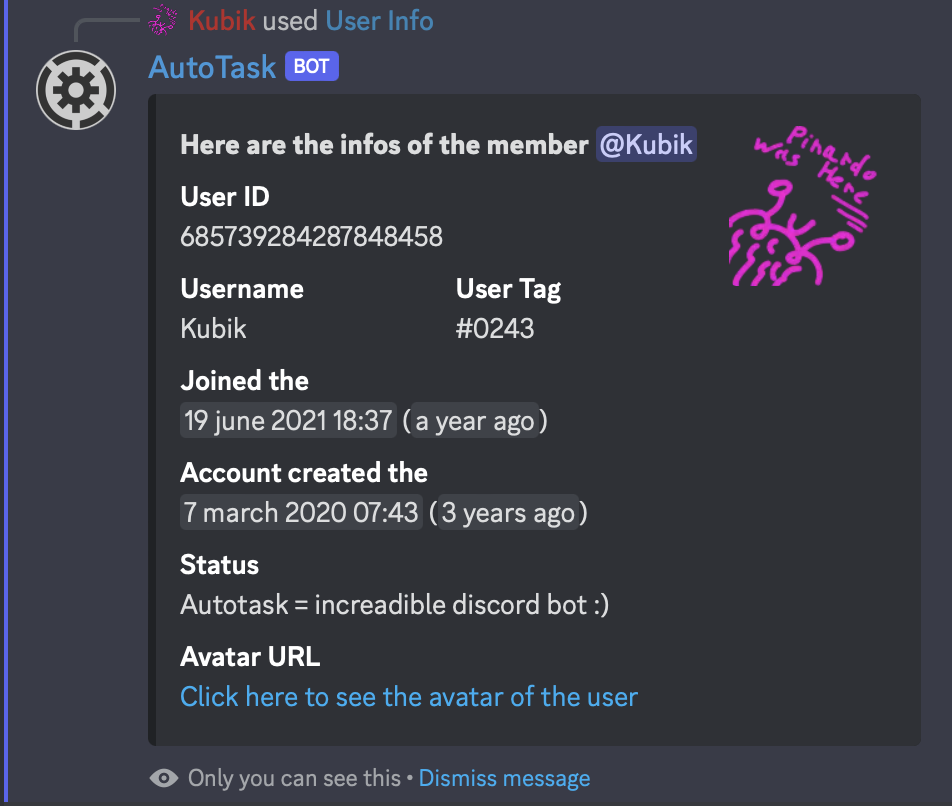 Kubik used User Info
AutoTask BOT
Here are the infos of the member @Kubik
Pinardo
was Here
User ID
685739284287848458
Username User Tag
Kubik #0243
Joined the
19 june 2021 18:37 (a year ago)
Account created the
7 march 2020 07:43 (3 years ago)
Status
Autotask = increadible discord bot :)
Avatar URL
Click here to see the avatar of the user
Only you can see this • Dismiss message